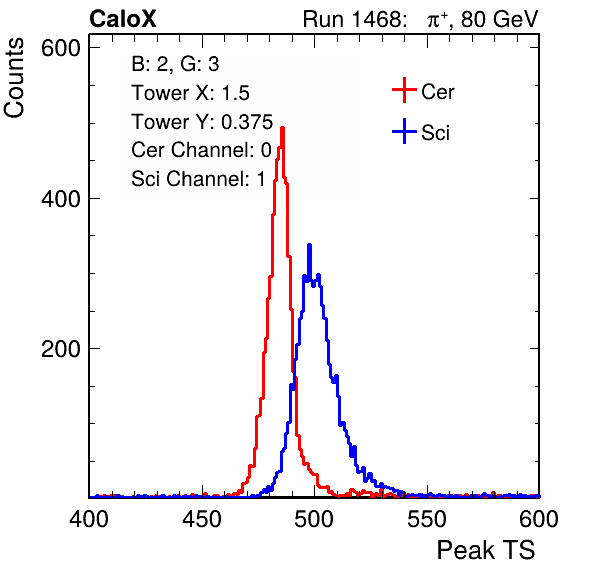 CaloX
Run 1468: π+, 80 GeV
Counts
600
400
200
B: 2, G: 3
Tower X: 1.5
Tower Y: 0.375
Cer Channel: 0
Sci Channel: 1
Cer
Sci
400 450 500 550 600
Peak TS